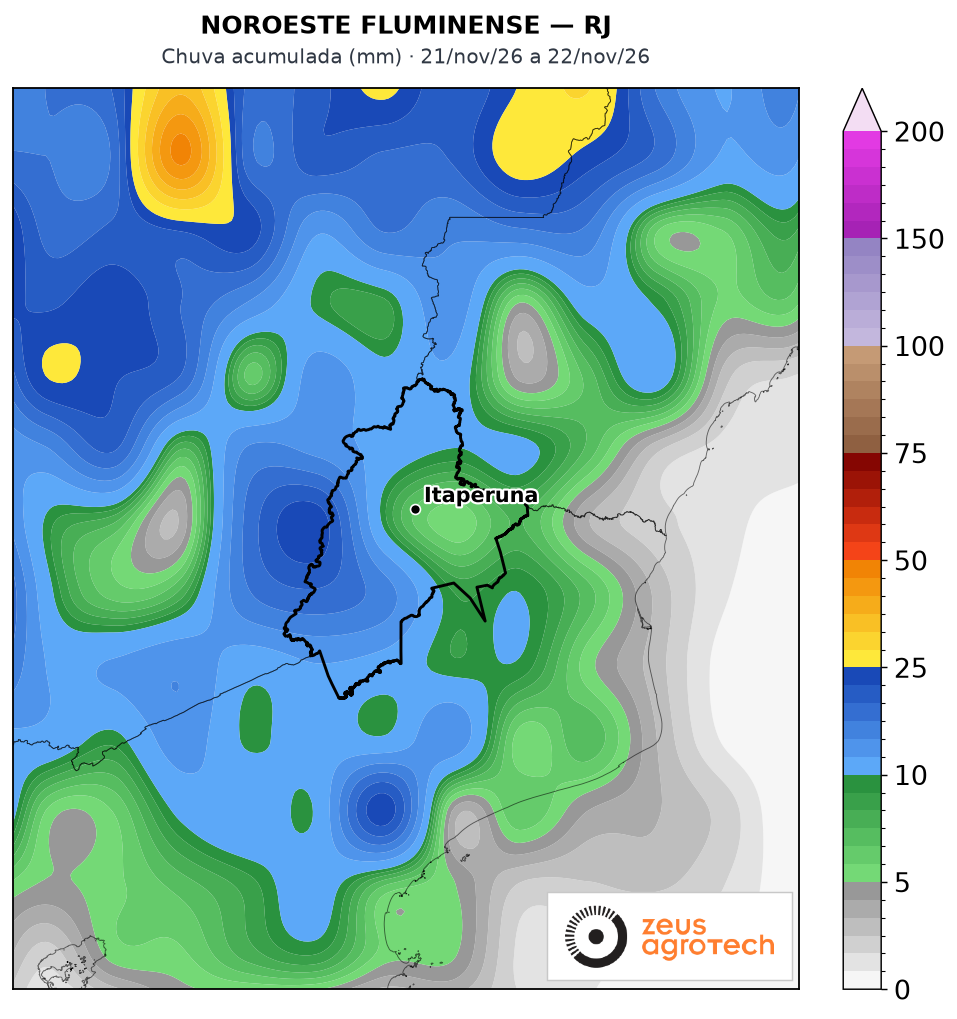 NOROESTE FLUMINENSE — RJ
Chuva acumulada (mm) · 21/nov/26 a 22/nov/26
200
150
100
75
50
25
10
5
0
Itaperuna
zeus
agrotech